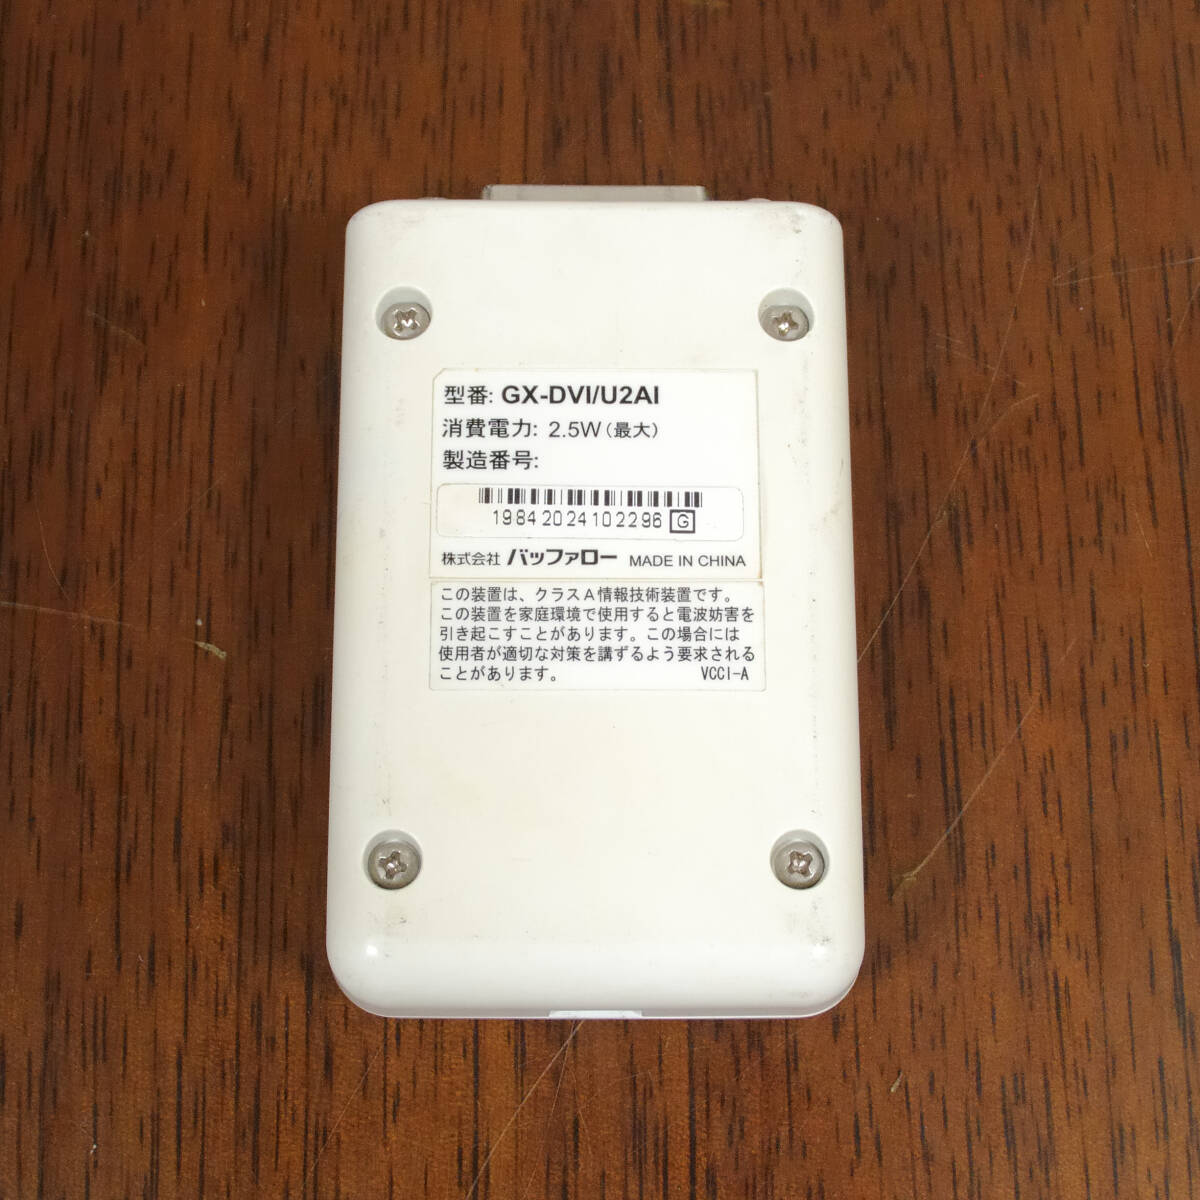 型番: GX-DVI/U2AI
消費電力: 2.5W(最大)
製造番号:
19842024102296 G
株式会社 バッファロー MADE IN CHINA
この装置は、クラスA情報技術装置です。
この装置を家庭環境で使用すると電波妨害を
引き起こすことがあります。この場合には
使用者が適切な対策を講ずるよう要求される
ことがあります。 VCCI-A